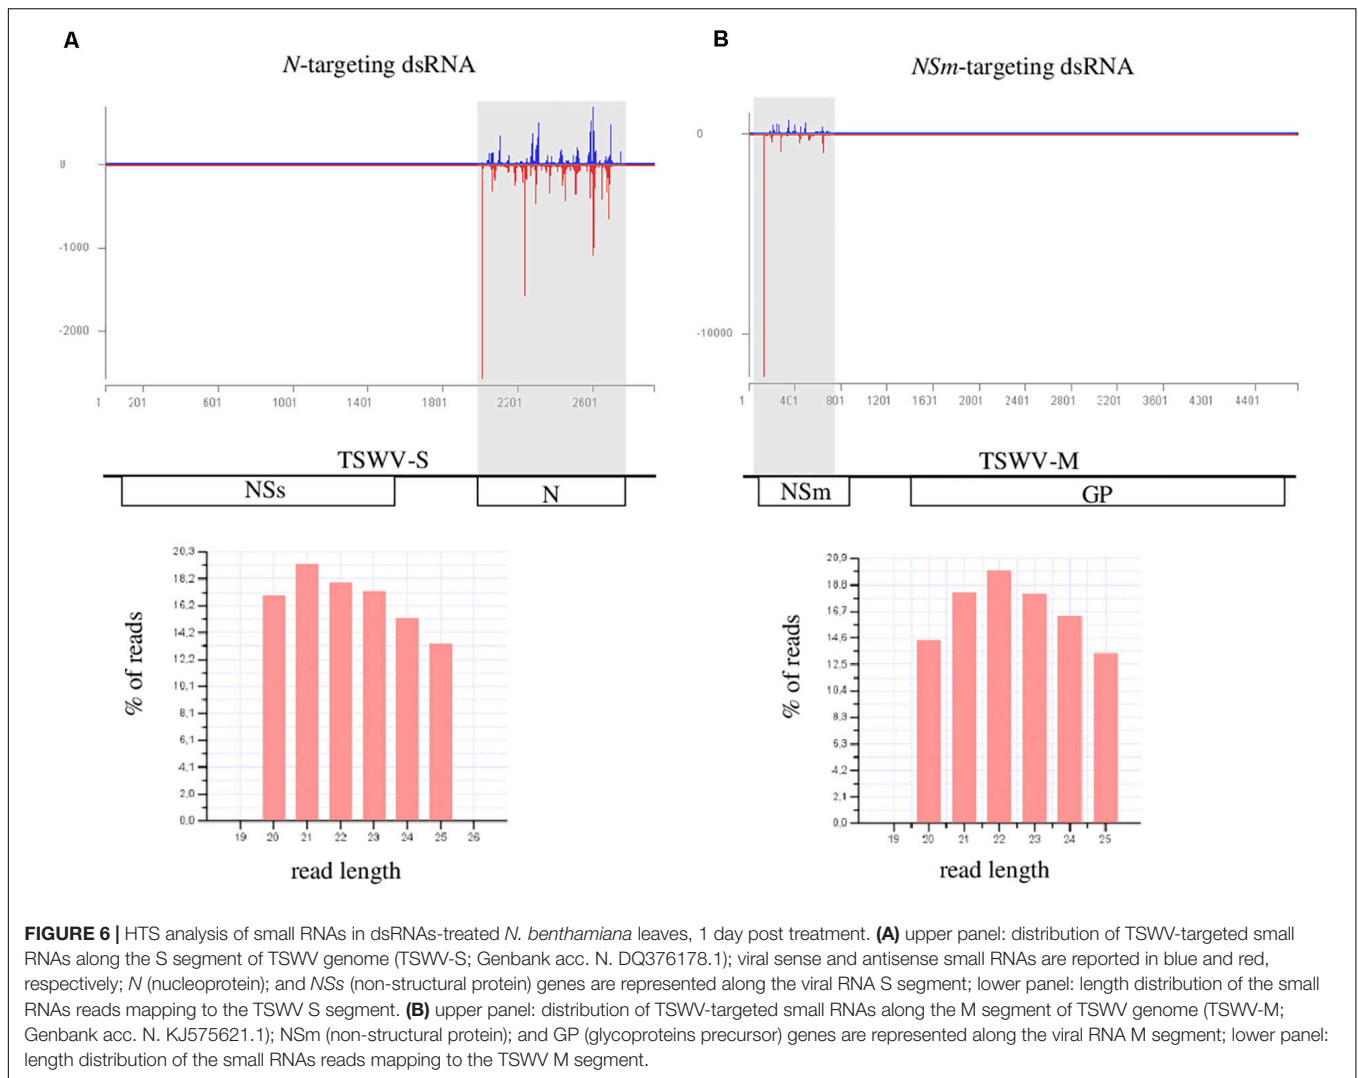 A
N-targeting dsRNA
0
-1000
-2000
1 201 601 1001 1401 1801 2201 2601
TSWV-S
NSs
N
20,3
18,2
16,2
14,2
12,2
10,1
8,1
6,1
4,1
2,0
0,0
% of reads
19 20 21 22 23 24 25 26
read length
B
NSm-targeting dsRNA
0
-10000
1 401 801 1201 1601 2001 2401 2801 3201 3601 4001 4401
TSWV-M
NSm
GP
20,9
18,8
16,7
14,6
12,5
10,4
8,3
6,3
4,2
2,1
0,0
% of reads
19 20 21 22 23 24 25
read length
FIGURE 6 | HTS analysis of small RNAs in dsRNAs-treated N. benthamiana leaves, 1 day post treatment. (A) upper panel: distribution of TSWV-targeted small
RNAs along the S segment of TSWV genome (TSWV-S; Genbank acc. N. DQ376178.1); viral sense and antisense small RNAs are reported in blue and red,
respectively; N (nucleoprotein); and NSs (non-structural protein) genes are represented along the viral RNA S segment; lower panel: length distribution of the small
RNAs reads mapping to the TSWV S segment. (B) upper panel: distribution of TSWV-targeted small RNAs along the M segment of TSWV genome (TSWV-M;
Genbank acc. N. KJ575621.1); NSm (non-structural protein); and GP (glycoproteins precursor) genes are represented along the viral RNA M segment; lower panel:
length distribution of the small RNAs reads mapping to the TSWV M segment.